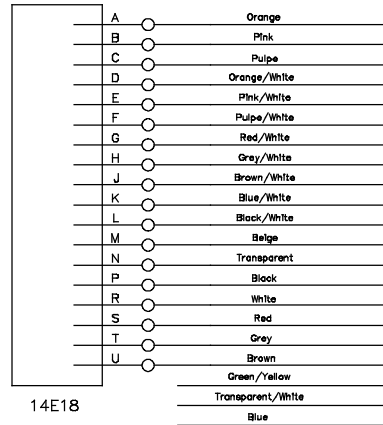 A Orange
B Pink
C Pulpe
D Orange/White
E Pink/White
F Pulpe/White
G Red/White
H Grey/White
J Brown/White
K Blue/White
L Black/White
M Beige
N Transparent
P Black
R White
S Red
T Grey
U Brown
Green/Yellow
14E18 Transparent/White
Blue